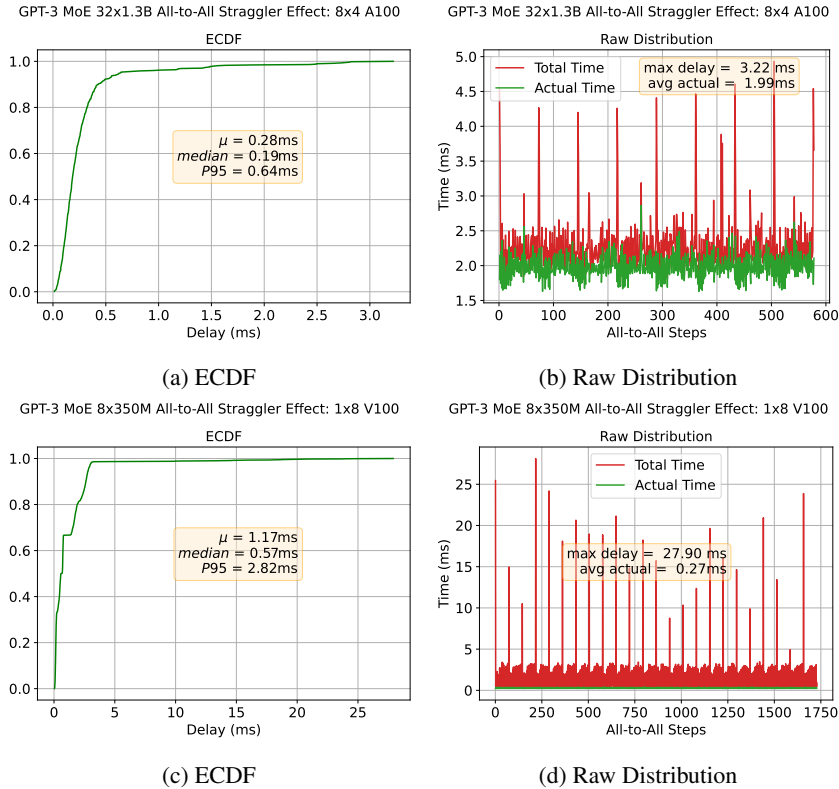 GPT-3 MoE 32x1.3B All-to-All Straggler Effect: 8x4 A100
ECDF
1.0
0.8
0.6
0.4
0.2
0.0
μ = 0.28ms
median = 0.19ms
P95 = 0.64ms
0.0 0.5 1.0 1.5 2.0 2.5 3.0
Delay (ms)
(a) ECDF
GPT-3 MoE 32x1.3B All-to-All Straggler Effect: 8x4 A100
Raw Distribution
5.0
4.5
4.0
3.5
3.0
2.5
2.0
1.5
Time (ms)
Total Time
Actual Time
max delay = 3.22 ms
avg actual = 1.99ms
0 100 200 300 400 500 600
All-to-All Steps
(b) Raw Distribution
GPT-3 MoE 8x350M All-to-All Straggler Effect: 1x8 V100
ECDF
1.0
0.8
0.6
0.4
0.2
0.0
μ = 1.17ms
median = 0.57ms
P95 = 2.82ms
0 5 10 15 20 25
Delay (ms)
(c) ECDF
GPT-3 MoE 8x350M All-to-All Straggler Effect: 1x8 V100
Raw Distribution
25
20
15
10
5
0
Time (ms)
Total Time
Actual Time
max delay = 27.90 ms
avg actual = 0.27ms
0 250 500 750 1000 1250 1500 1750
All-to-All Steps
(d) Raw Distribution